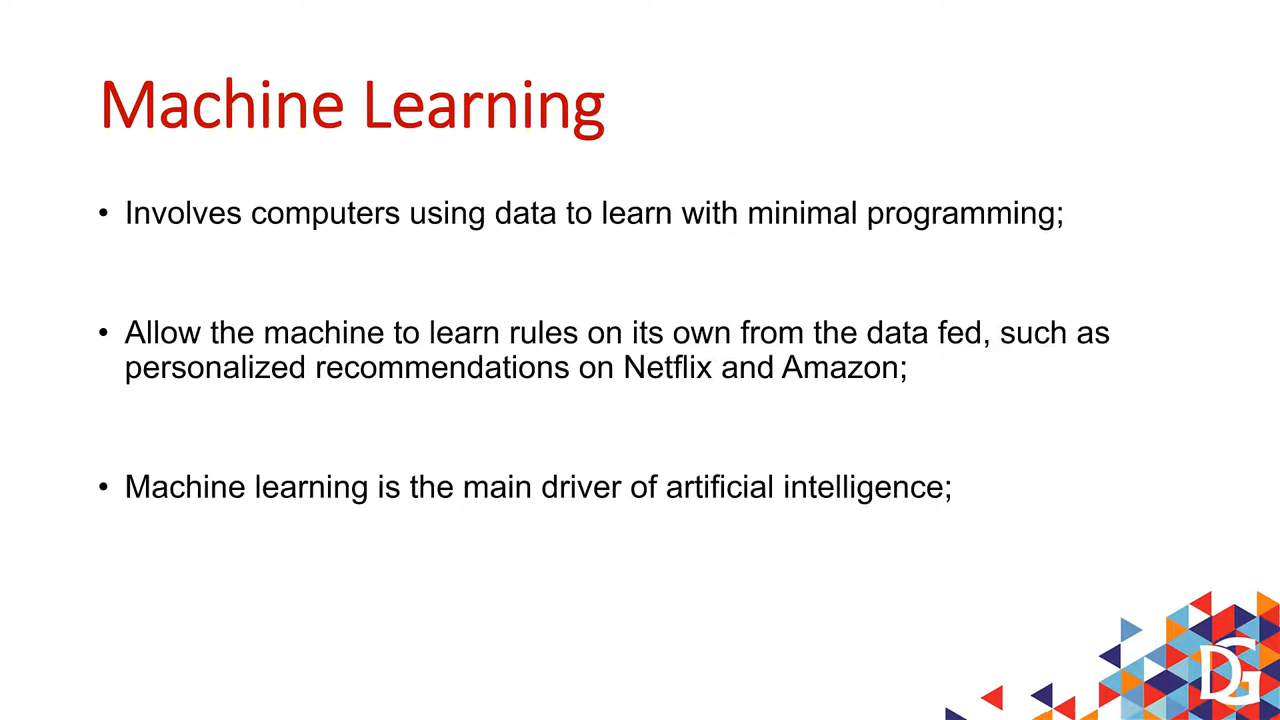 Machine Learning
• Involves computers using data to learn with minimal programming;
• Allow the machine to learn rules on its own from the data fed, such as
personalized recommendations on Netflix and Amazon;
• Machine learning is the main driver of artificial intelligence;
DG